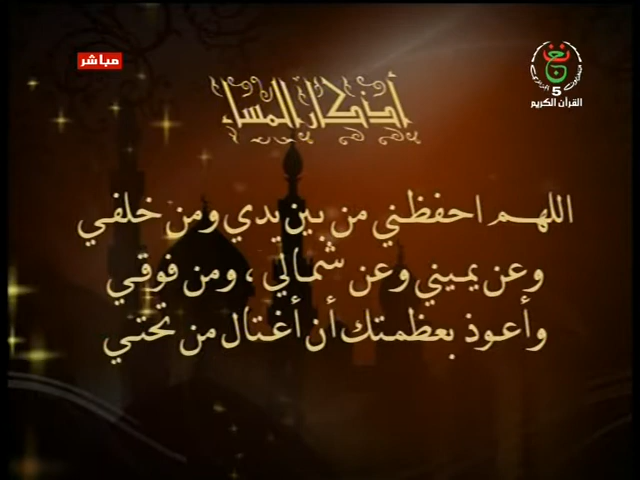 مباشر
5
القرآن الكريم
أذكار المساء
اللهم احفظني من بين يدي ومن خلفي
وعن يميني وعن شمالي ، ومن فوقي
وأعوذ بعظمتك أن أغتال من تحتي